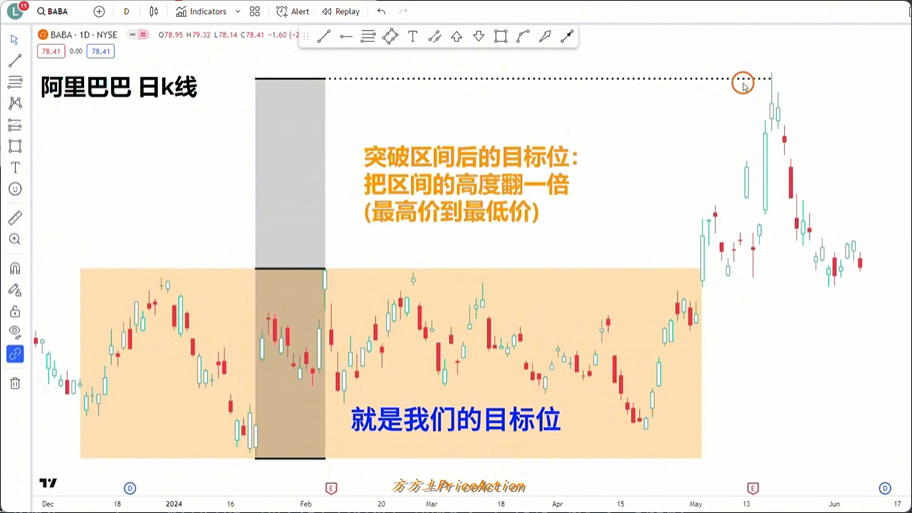 L 11 BABA D Indicators Alert Replay
BABA · 1D · NYSE O78.95 H79.32 L78.14 C78.41 −1.60 (−2
78.41 0.00 78.41
阿里巴巴 日k线
突破区间后的目标位：
把区间的高度翻一倍
(最高价到最低价)
就是我们的目标位
方方土PriceAction
D E E D
Dec 18 2024 16 Feb 20 Mar 18 Apr 15 May 13 Jun 17